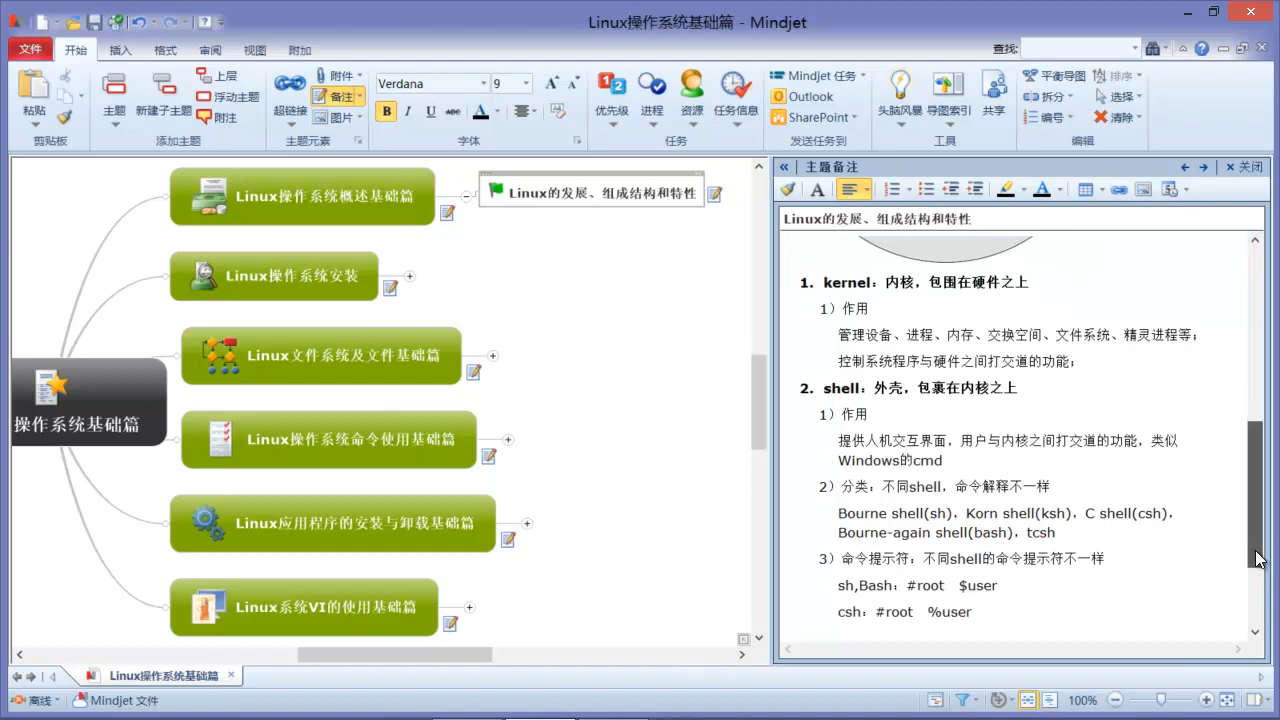 Linux操作系统基础篇 - Mindjet
文件
开始
插入
格式
审阅
视图
附加
查找:
粘贴
剪贴板
主题
新建子主题
上层
浮动主题
附注
添加主题
超链接
附件
备注
图片
主题元素
Verdana
9
B I U abc A
字体
优先级
进程
资源
任务信息
任务
Mindjet 任务
Outlook
SharePoint
发送任务到
头脑风暴
导图索引
共享
工具
平衡导图
排序
拆分
选择
编号
清除
编辑
Linux操作系统概述基础篇
Linux的发展、组成结构和特性
Linux操作系统安装
Linux文件系统及文件基础篇
操作系统基础篇
Linux操作系统命令使用基础篇
Linux应用程序的安装与卸载基础篇
Linux系统VI的使用基础篇
主题备注
关闭
Linux的发展、组成结构和特性
1. kernel：内核，包围在硬件之上
1）作用
管理设备、进程、内存、交换空间、文件系统、精灵进程等；
控制系统程序与硬件之间打交道的功能；
2. shell：外壳，包裹在内核之上
1）作用
提供人机交互界面，用户与内核之间打交道的功能，类似
Windows的cmd
2）分类：不同shell，命令解释不一样
Bourne shell(sh)，Korn shell(ksh)，C shell(csh)，
Bourne-again shell(bash)，tcsh
3）命令提示符：不同shell的命令提示符不一样
sh,Bash：#root $user
csh：#root %user
Linux操作系统基础篇
离线
Mindjet 文件
100%